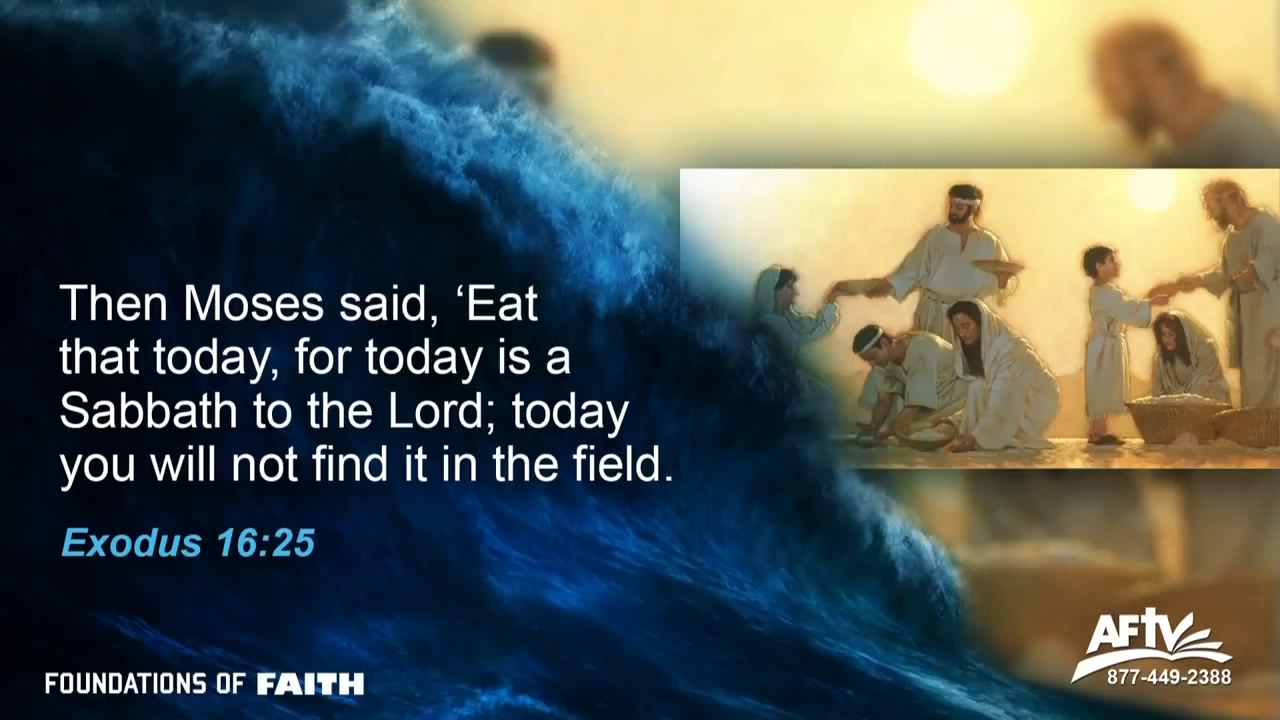 Then Moses said, ‘Eat
that today, for today is a
Sabbath to the Lord; today
you will not find it in the field.
Exodus 16:25
FOUNDATIONS OF FAITH
AFTV
877-449-2388